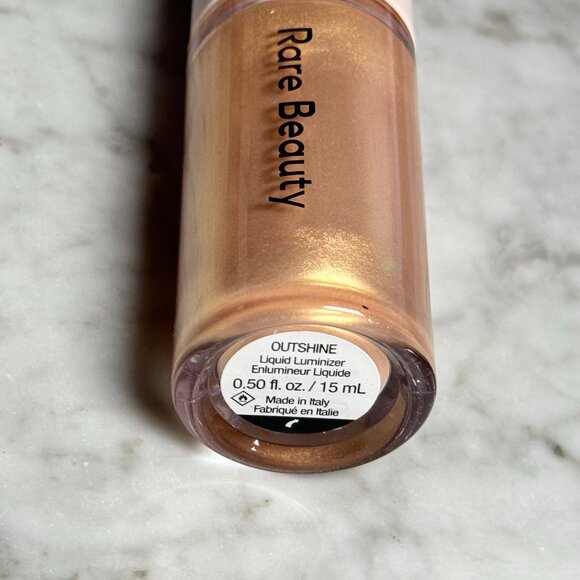 Rare Beauty
OUTSHINE
Liquid Luminizer
Enlumineur Liquide
0.50 fl. oz. / 15 mL
Made in Italy
Fabriqué en Italie